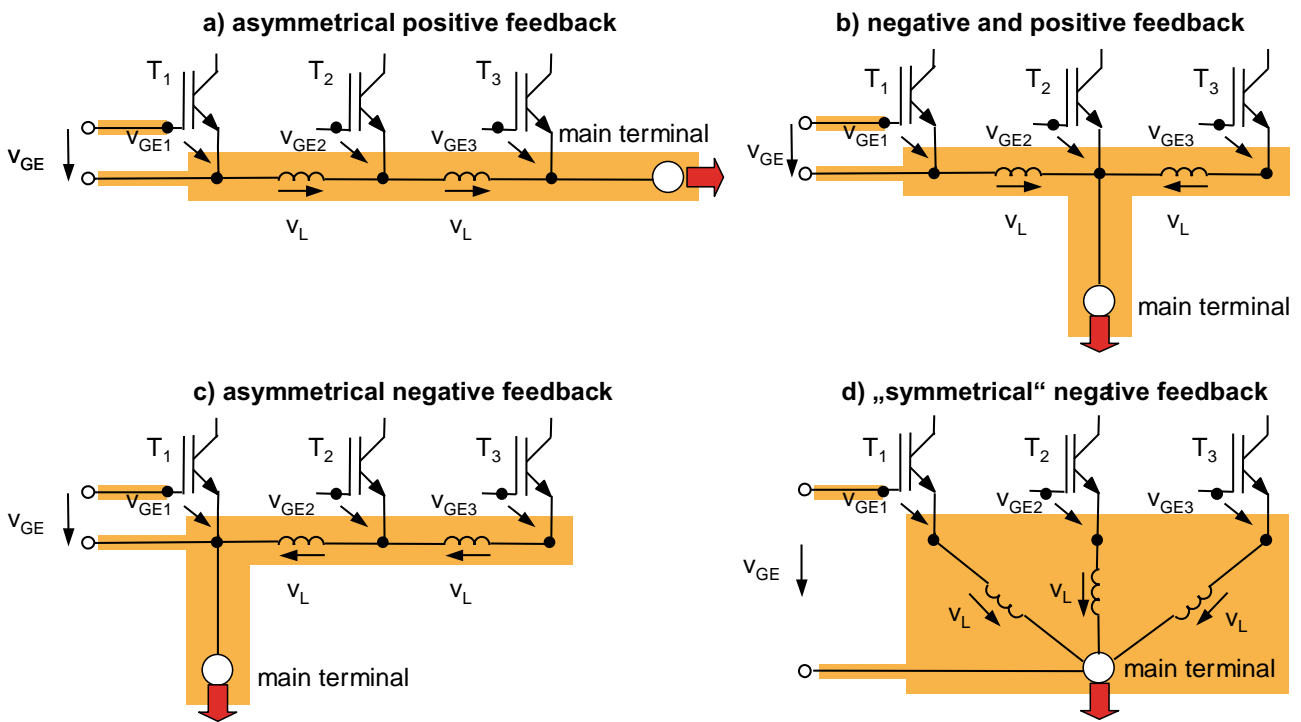 a) asymmetrical positive feedback
T1 T2 T3
vGE1 vGE2 vGE3 main terminal
vGE
vL vL
b) negative and positive feedback
T1 T2 T3
vGE1 vGE2 vGE3
vGE
vL vL
main terminal
c) asymmetrical negative feedback
T1 T2 T3
vGE1 vGE2 vGE3
vGE
vL vL
main terminal
d) „symmetrical“ negative feedback
T1 T2 T3
vGE1 vGE2 vGE3
vGE
vL vL vL
main terminal